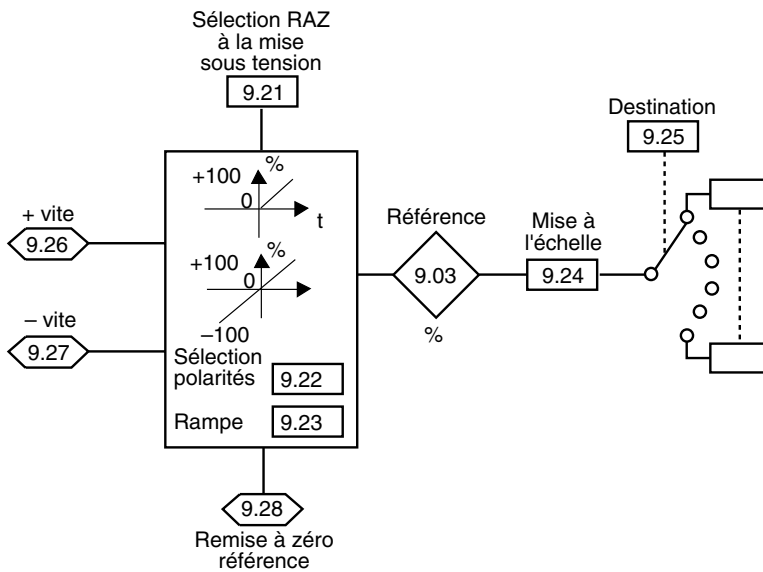 Sélection RAZ
à la mise
sous tension
9.21
Destination
9.25
+100
%
0
t
+ vite
9.26
Référence
9.03
%
Mise à
l'échelle
9.24
+100
%
0
–100
– vite
9.27
Sélection
polarités
9.22
Rampe
9.23
9.28
Remise à zéro
référence